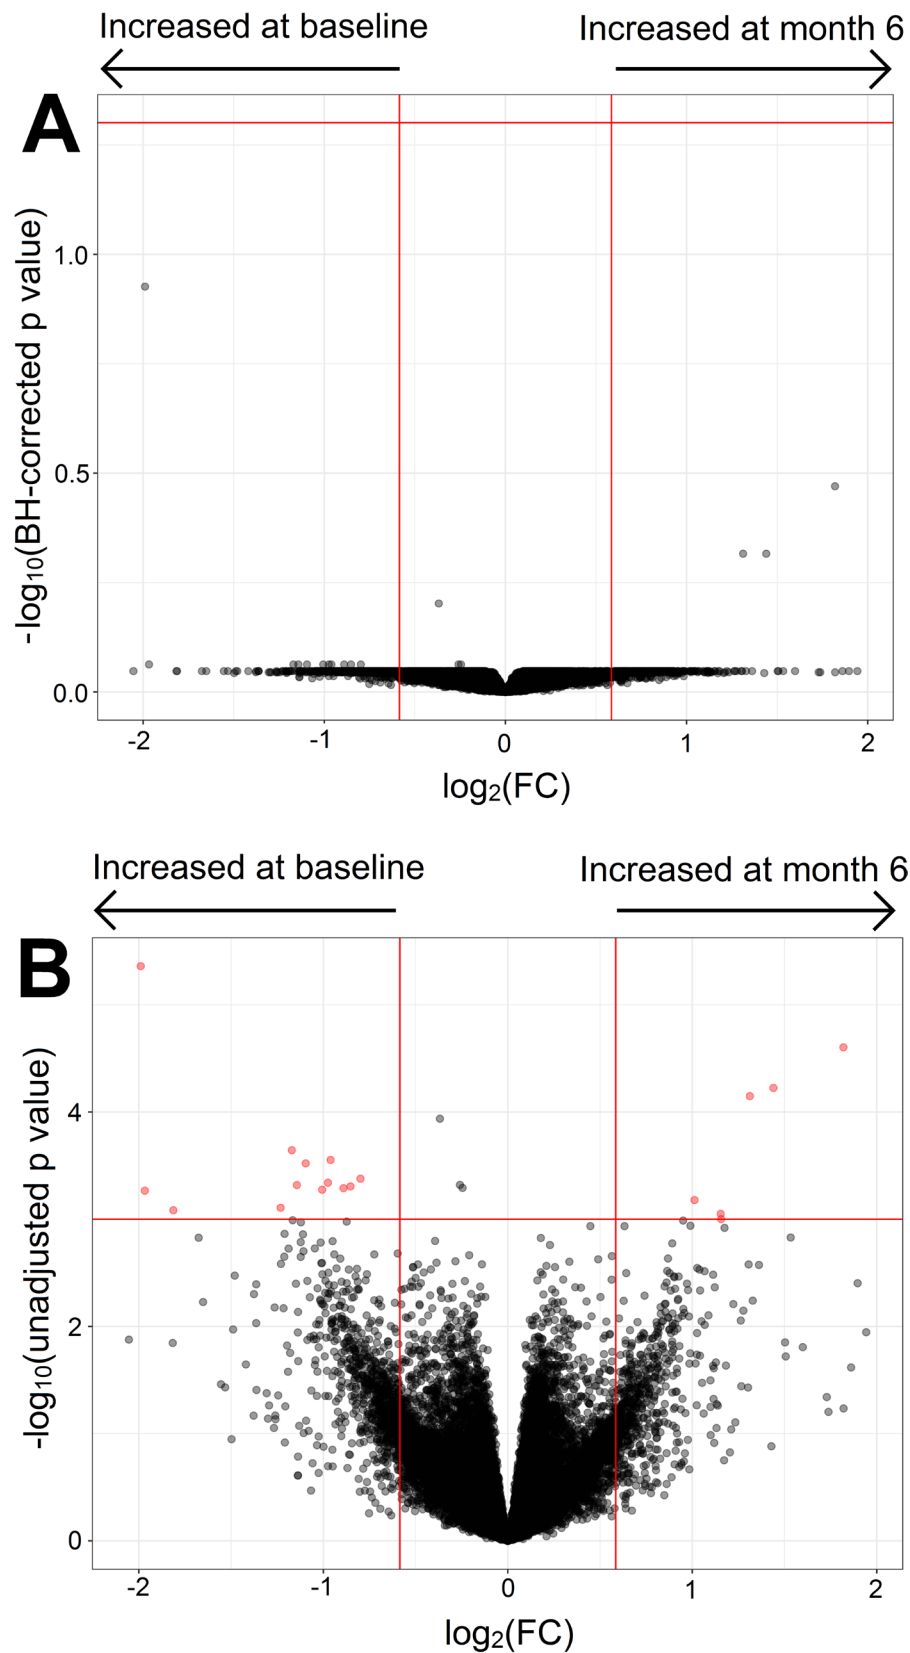 Increased at baseline Increased at month 6
A
-log₁₀(BH-corrected p value)
1.0
0.5
0.0
-2 -1 0 1 2
log₂(FC)
Increased at baseline Increased at month 6
B
-log₁₀(unadjusted p value)
4
2
0
-2 -1 0 1 2
log₂(FC)